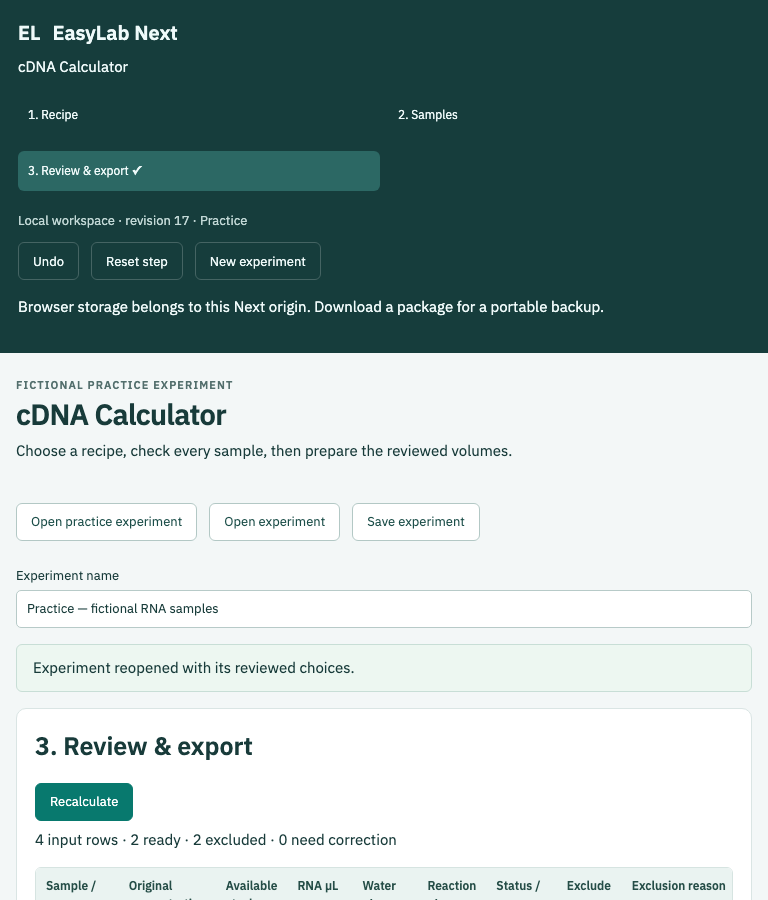 EL EasyLab Next
cDNA Calculator
1. Recipe
2. Samples
3. Review & export ✓
Local workspace · revision 17 · Practice
Undo
Reset step
New experiment
Browser storage belongs to this Next origin. Download a package for a portable backup.
FICTIONAL PRACTICE EXPERIMENT
cDNA Calculator
Choose a recipe, check every sample, then prepare the reviewed volumes.
Open practice experiment
Open experiment
Save experiment
Experiment name
Practice — fictional RNA samples
Experiment reopened with its reviewed choices.
3. Review & export
Recalculate
4 input rows · 2 ready · 2 excluded · 0 need correction
Sample / Original Available RNA µL Water Reaction Status / Exclude Exclusion reason